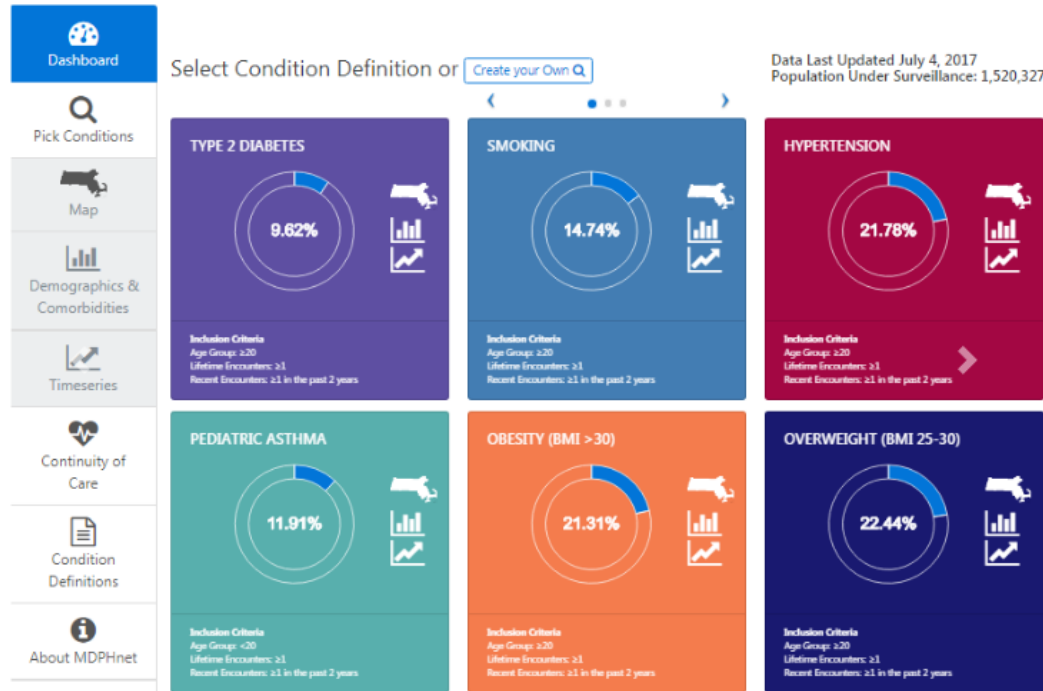 Dashboard
Pick Conditions
Map
Demographics &
Comorbidities
Timeseries
Continuity of
Care
Condition
Definitions
About MDPHnet
Select Condition Definition or Create your Own
Data Last Updated July 4, 2017
Population Under Surveillance: 1,520,327
TYPE 2 DIABETES
9.62%
Inclusion Criteria
Age Group: ≥20
Lifetime Encounters: ≥1
Recent Encounters: ≥1 in the past 2 years
SMOKING
14.74%
Inclusion Criteria
Age Group: ≥20
Lifetime Encounters: ≥1
Recent Encounters: ≥1 in the past 2 years
HYPERTENSION
21.78%
Inclusion Criteria
Age Group: ≥20
Lifetime Encounters: ≥1
Recent Encounters: ≥1 in the past 2 years
PEDIATRIC ASTHMA
11.91%
Inclusion Criteria
Age Group: <20
Lifetime Encounters: ≥1
Recent Encounters: ≥1 in the past 2 years
OBESITY (BMI >30)
21.31%
Inclusion Criteria
Age Group: ≥20
Lifetime Encounters: ≥1
Recent Encounters: ≥1 in the past 2 years
OVERWEIGHT (BMI 25-30)
22.44%
Inclusion Criteria
Age Group: ≥20
Lifetime Encounters: ≥1
Recent Encounters: ≥1 in the past 2 years